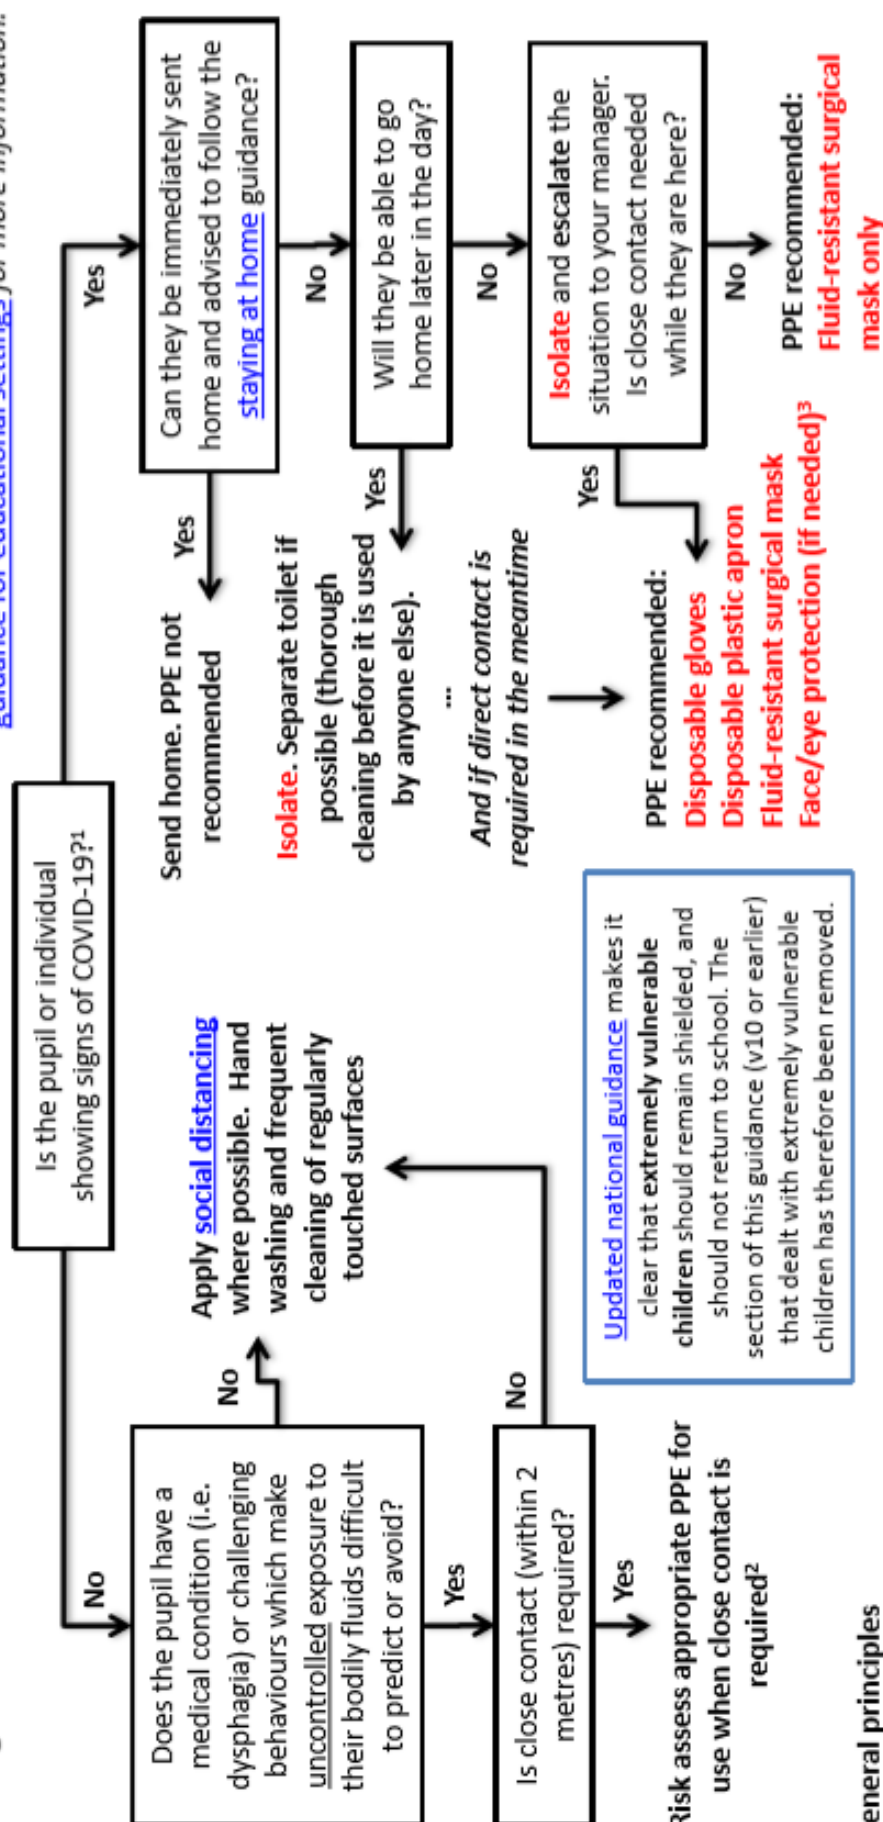 guidance for educational settings for more information.
Is the pupil or individual
showing signs of COVID-19?¹
No
Yes
Does the pupil have a
medical condition (i.e.
dysphagia) or challenging
behaviours which make
uncontrolled exposure to
their bodily fluids difficult
to predict or avoid?
No
Apply social distancing
where possible. Hand
washing and frequent
cleaning of regularly
touched surfaces
Yes
Is close contact (within 2
metres) required?
No
Yes
Risk assess appropriate PPE for
use when close contact is
required²
Can they be immediately sent
home and advised to follow the
staying at home guidance?
Yes
Send home. PPE not
recommended
No
Will they be able to go
home later in the day?
Yes
Isolate. Separate toilet if
possible (thorough
cleaning before it is used
by anyone else).
...
And if direct contact is
required in the meantime
No
Isolate and escalate the
situation to your manager.
Is close contact needed
while they are here?
Yes
PPE recommended:
Disposable gloves
Disposable plastic apron
Fluid-resistant surgical mask
Face/eye protection (if needed)³
No
PPE recommended:
Fluid-resistant surgical
mask only
Updated national guidance makes it
clear that extremely vulnerable
children should remain shielded, and
should not return to school. The
section of this guidance (v10 or earlier)
that dealt with extremely vulnerable
children has therefore been removed.
eneral principles